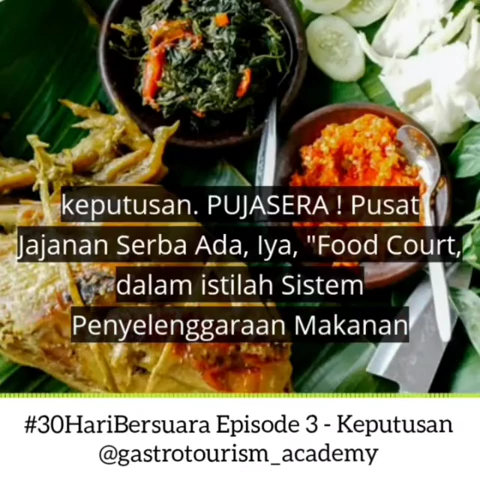 keputusan. PUJASERA ! Pusat
Jajanan Serba Ada, Iya, "Food Court,
dalam istilah Sistem
Penyelenggaraan Makanan
#30HariBersuara Episode 3 - Keputusan
@gastrotourism_academy